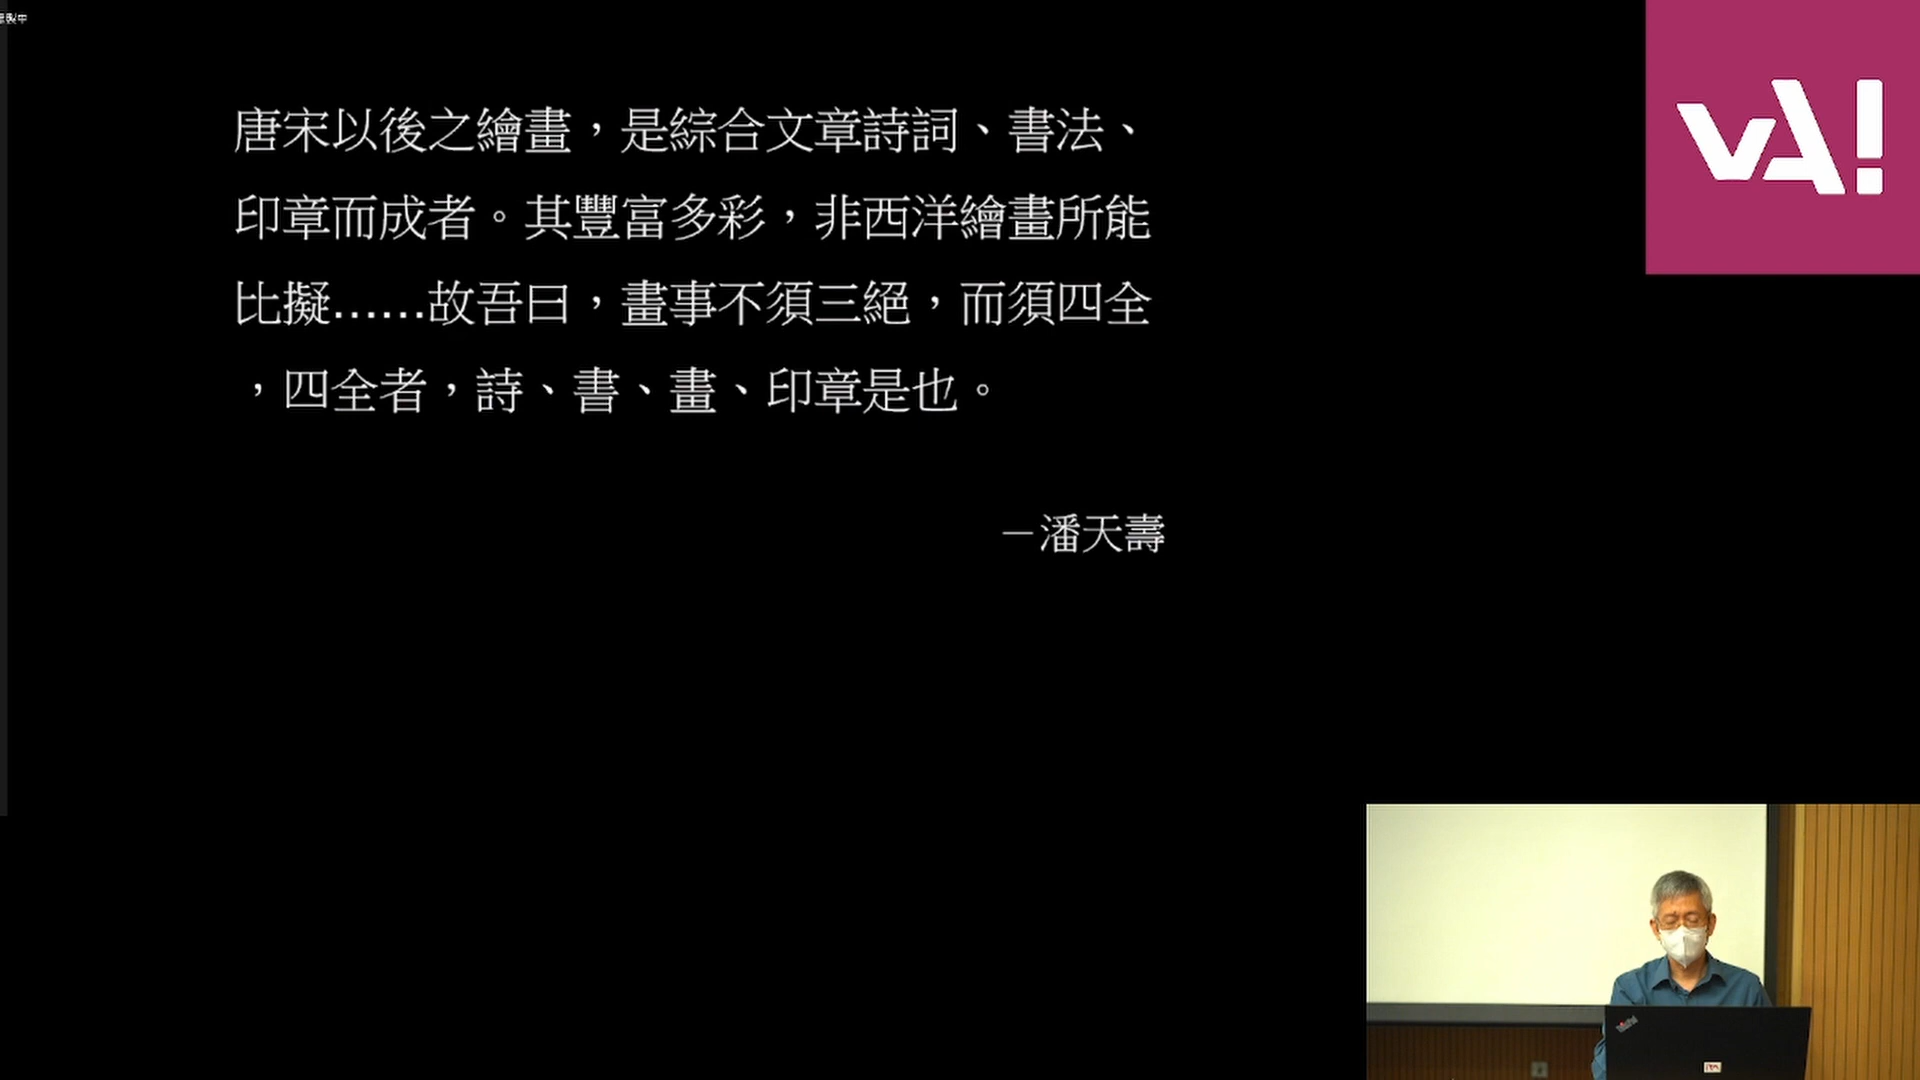 唐宋以後之繪畫，是綜合文章詩詞、書法、
印章而成者。其豐富多彩，非西洋繪畫所能
比擬……故吾曰，畫事不須三絕，而須四全
，四全者，詩、書、畫、印章是也。
－潘天壽
vA!
ThinkPad